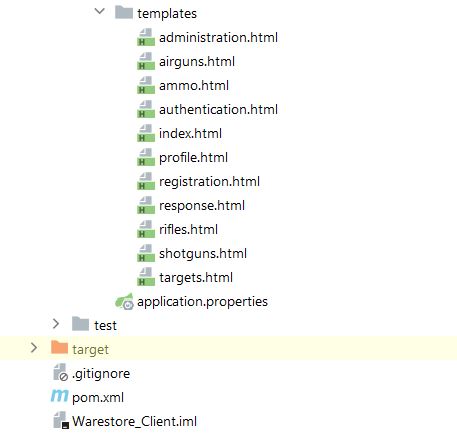 templates
administration.html
airguns.html
ammo.html
authentication.html
index.html
profile.html
registration.html
response.html
rifles.html
shotguns.html
targets.html
application.properties
test
target
.gitignore
pom.xml
Warestore_Client.iml